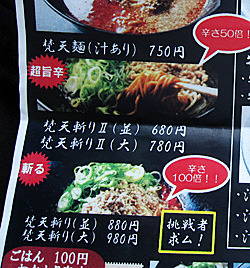 辛さ50倍!
梵天麺(汁あり) 750円
超旨辛
梵天斬りⅡ(並) 680円
梵天斬りⅡ(大) 780円
斬る
辛さ
100倍!!
梵天斬り(並) 880円
梵天斬り(大) 980円
挑戦者
求ム!
ごはん 100円